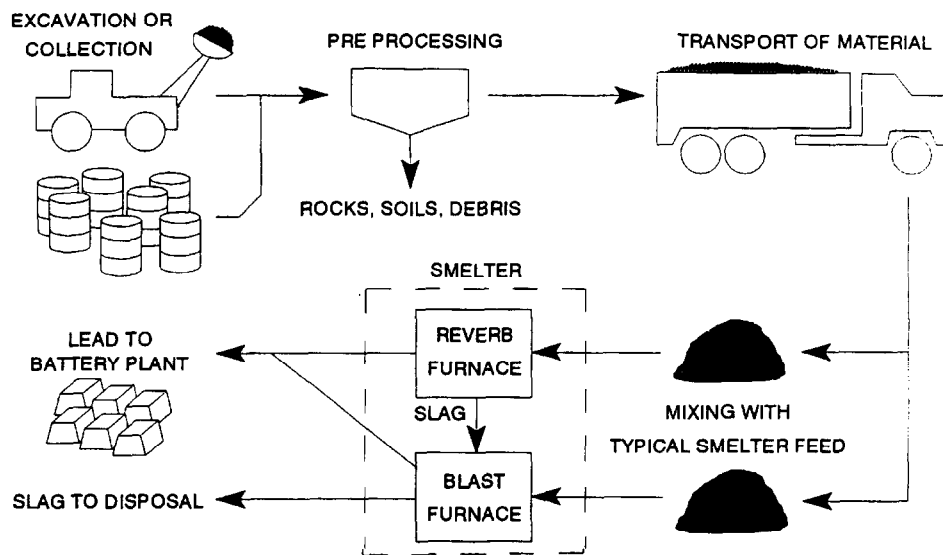 EXCAVATION OR
COLLECTION
PRE PROCESSING
TRANSPORT OF MATERIAL
ROCKS, SOILS, DEBRIS
SMELTER
LEAD TO
BATTERY PLANT
REVERB
FURNACE
SLAG
MIXING WITH
TYPICAL SMELTER FEED
BLAST
FURNACE
SLAG TO DISPOSAL